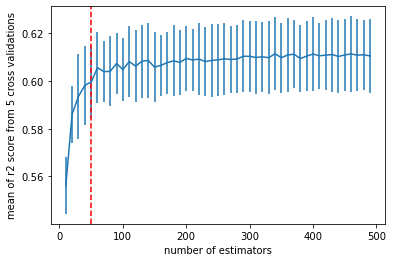 mean of r2 score from 5 cross validations
0.62
0.60
0.58
0.56
0 100 200 300 400 500
number of estimators